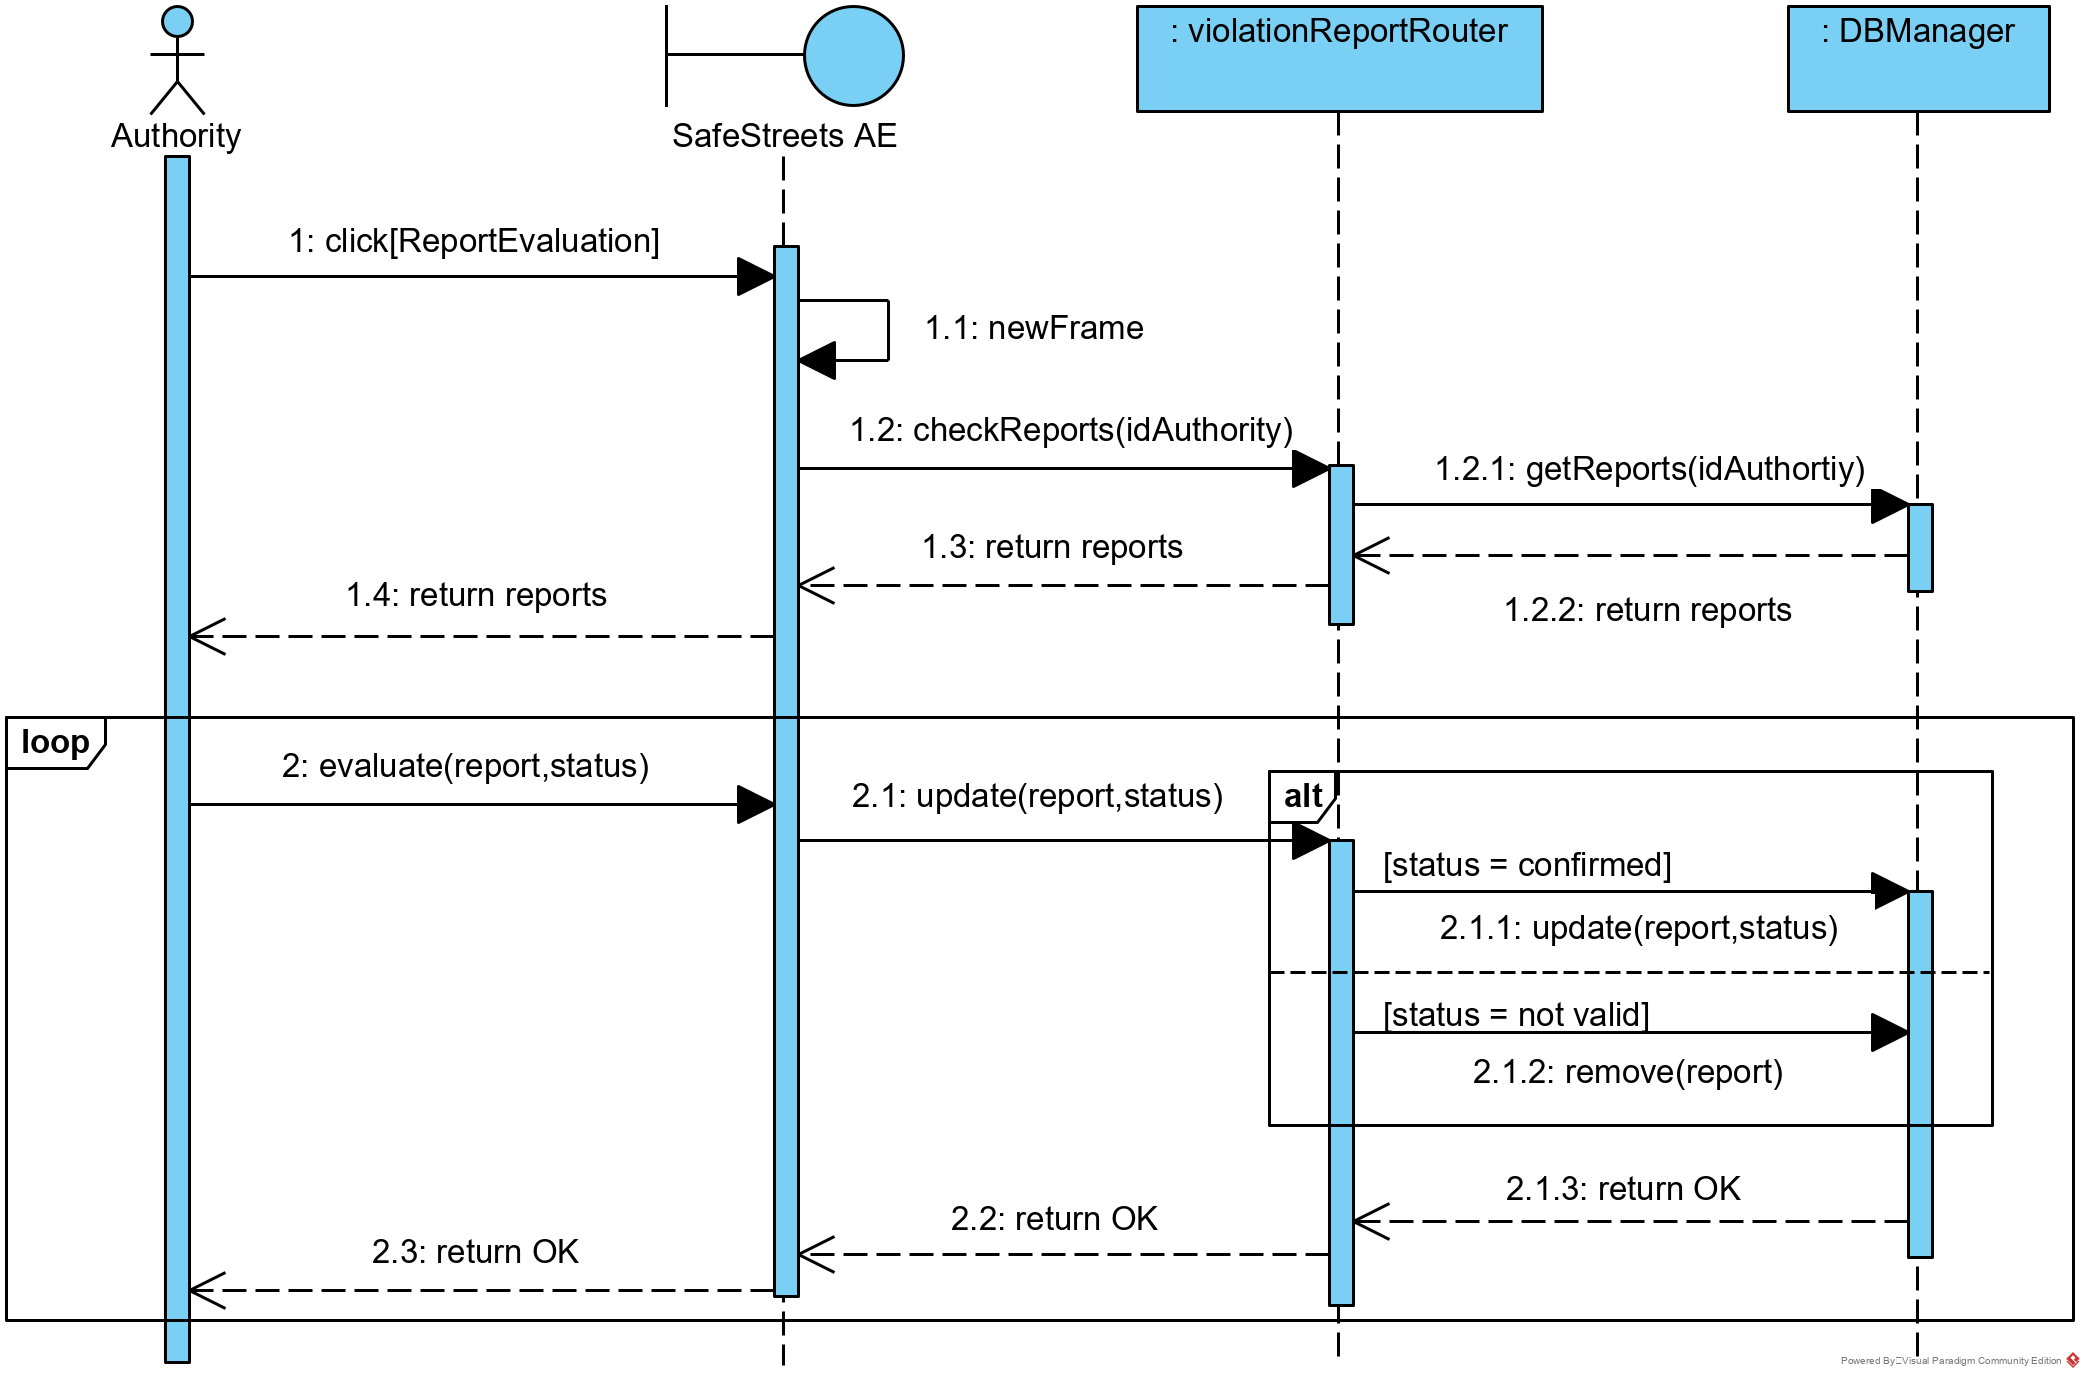 : violationReportRouter
: DBManager
Authority
SafeStreets AE
1: click[ReportEvaluation]
1.1: newFrame
1.2: checkReports(idAuthority)
1.2.1: getReports(idAuthortiy)
1.3: return reports
1.4: return reports
1.2.2: return reports
loop
2: evaluate(report,status)
2.1: update(report,status)
alt
[status = confirmed]
2.1.1: update(report,status)
[status = not valid]
2.1.2: remove(report)
2.1.3: return OK
2.2: return OK
2.3: return OK
Powered By Visual Paradigm Community Edition